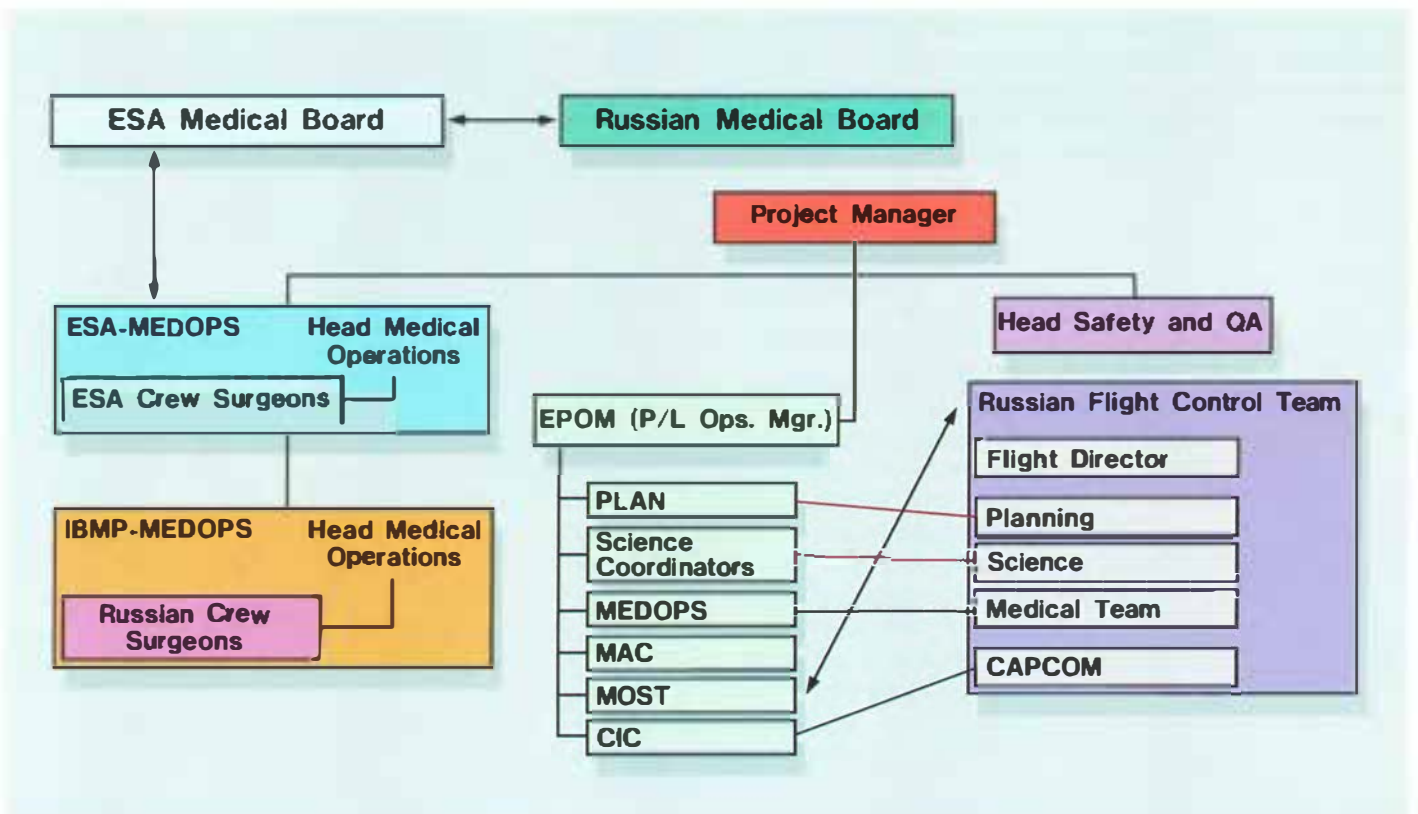 ESA Medical Board
Russian Medical Board
Project Manager
ESA-MEDOPS
Head Medical
Operations
ESA Crew Surgeons
Head Safety and QA
IBMP-MEDOPS
Head Medical
Operations
Russian Crew
Surgeons
EPOM (P/L Ops. Mgr.)
PLAN
Science
Coordinators
MEDOPS
MAC
MOST
CIC
Russian Flight Control Team
Flight Director
Planning
Science
Medical Team
CAPCOM